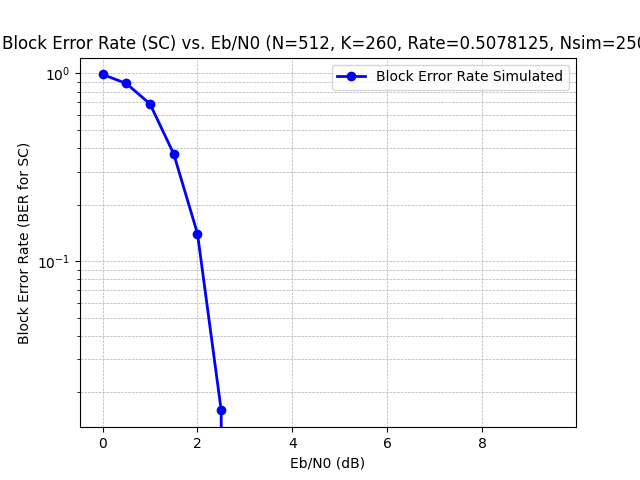 Block Error Rate (SC) vs. Eb/N0 (N=512, K=260, Rate=0.5078125, Nsim=250
Block Error Rate Simulated
10⁰
10⁻¹
Block Error Rate (BER for SC)
0 2 4 6 8
Eb/N0 (dB)